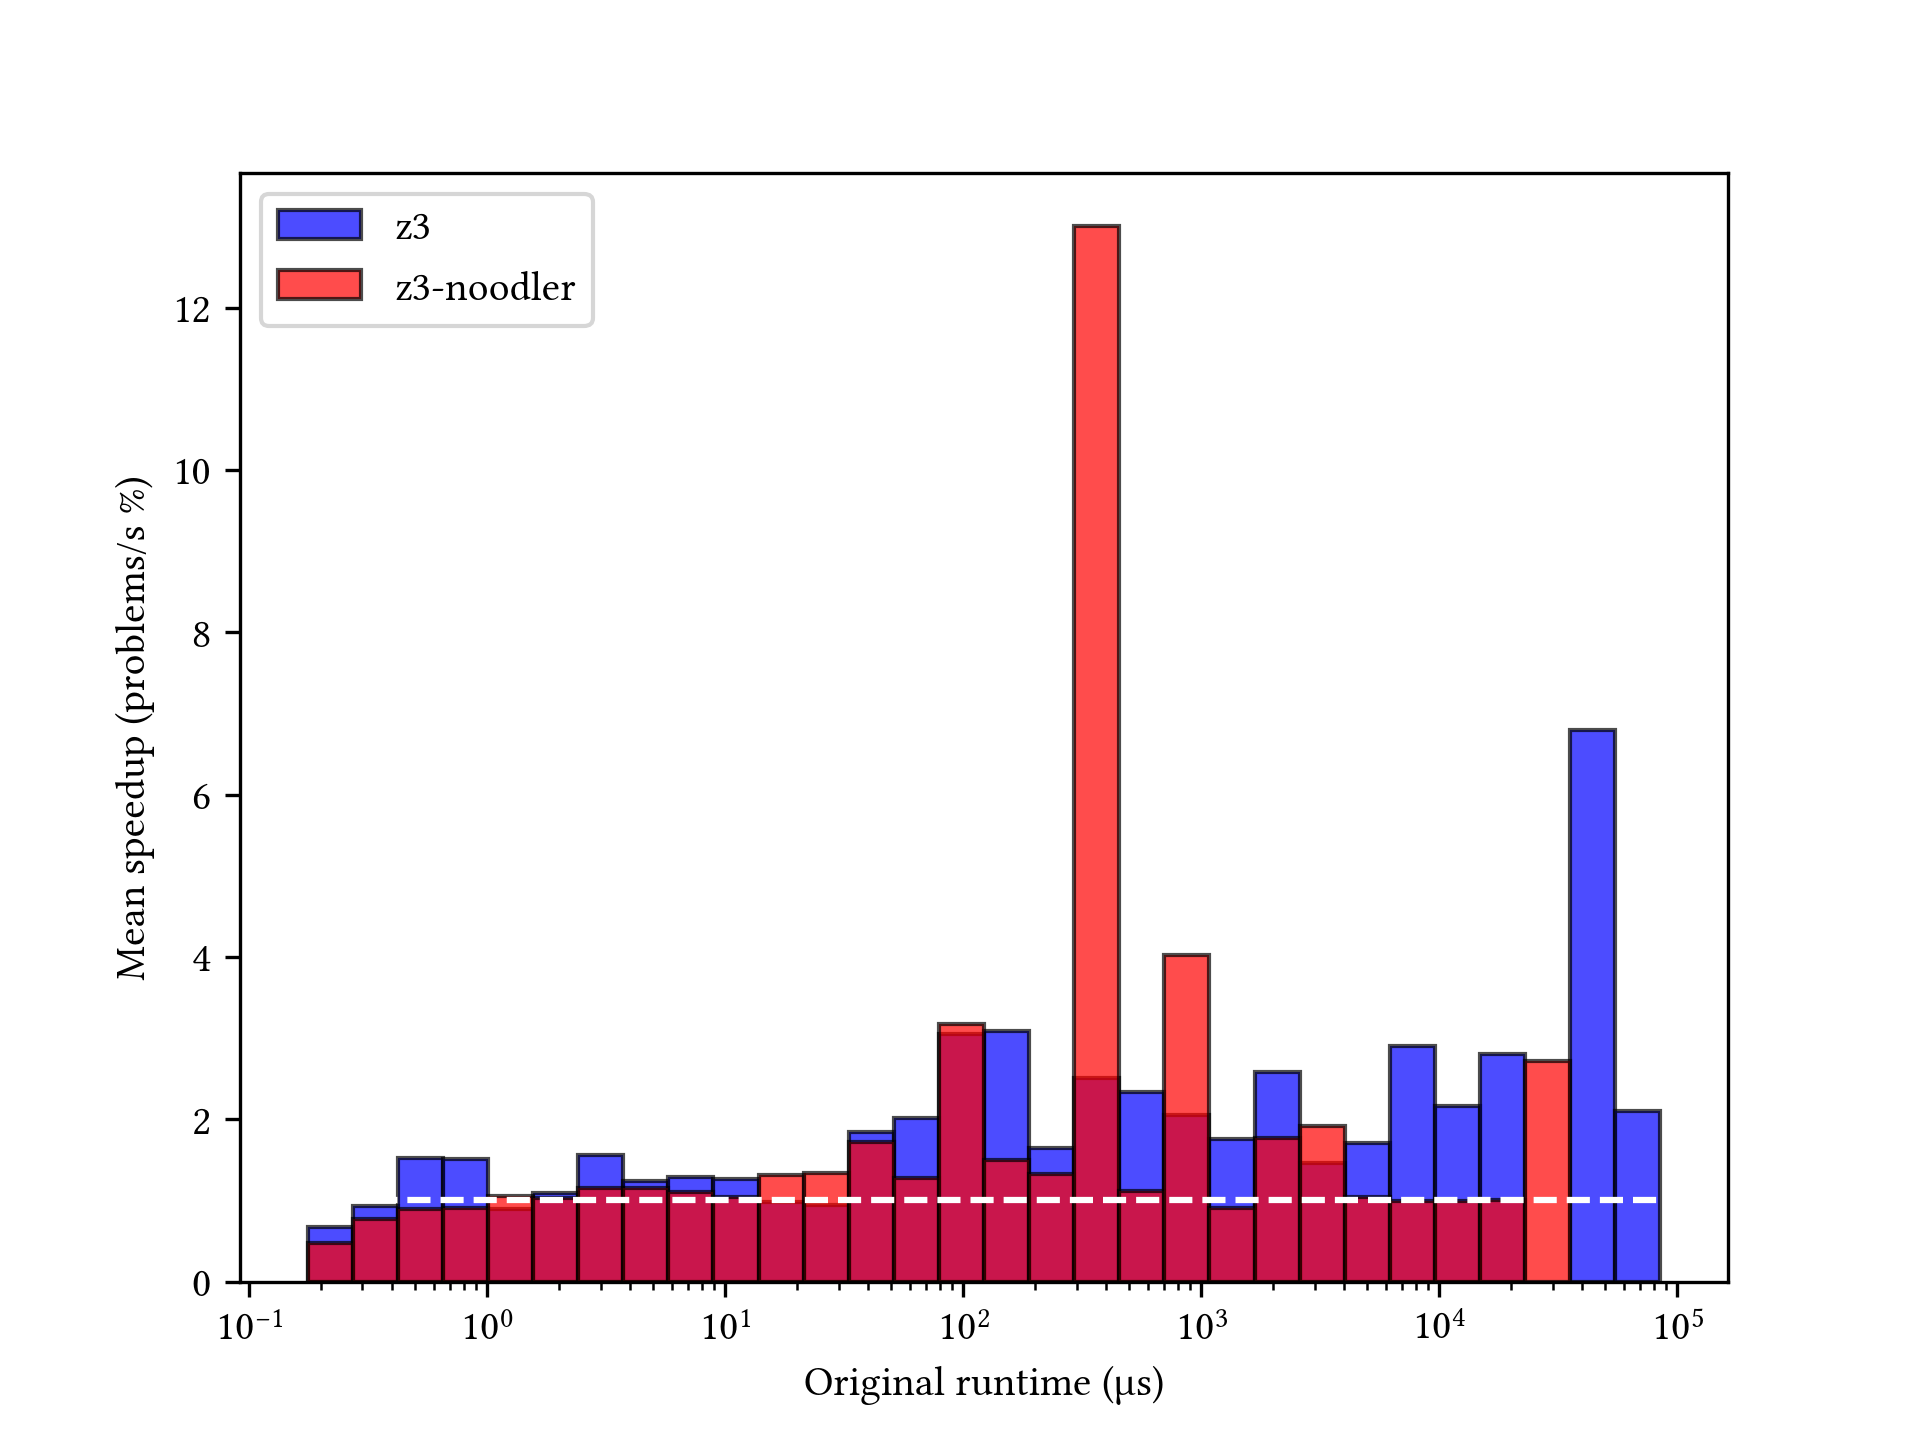 z3
z3-noodler
Mean speedup (problems/s %)
12
10
8
6
4
2
0
10⁻¹ 10⁰ 10¹ 10² 10³ 10⁴ 10⁵
Original runtime (µs)